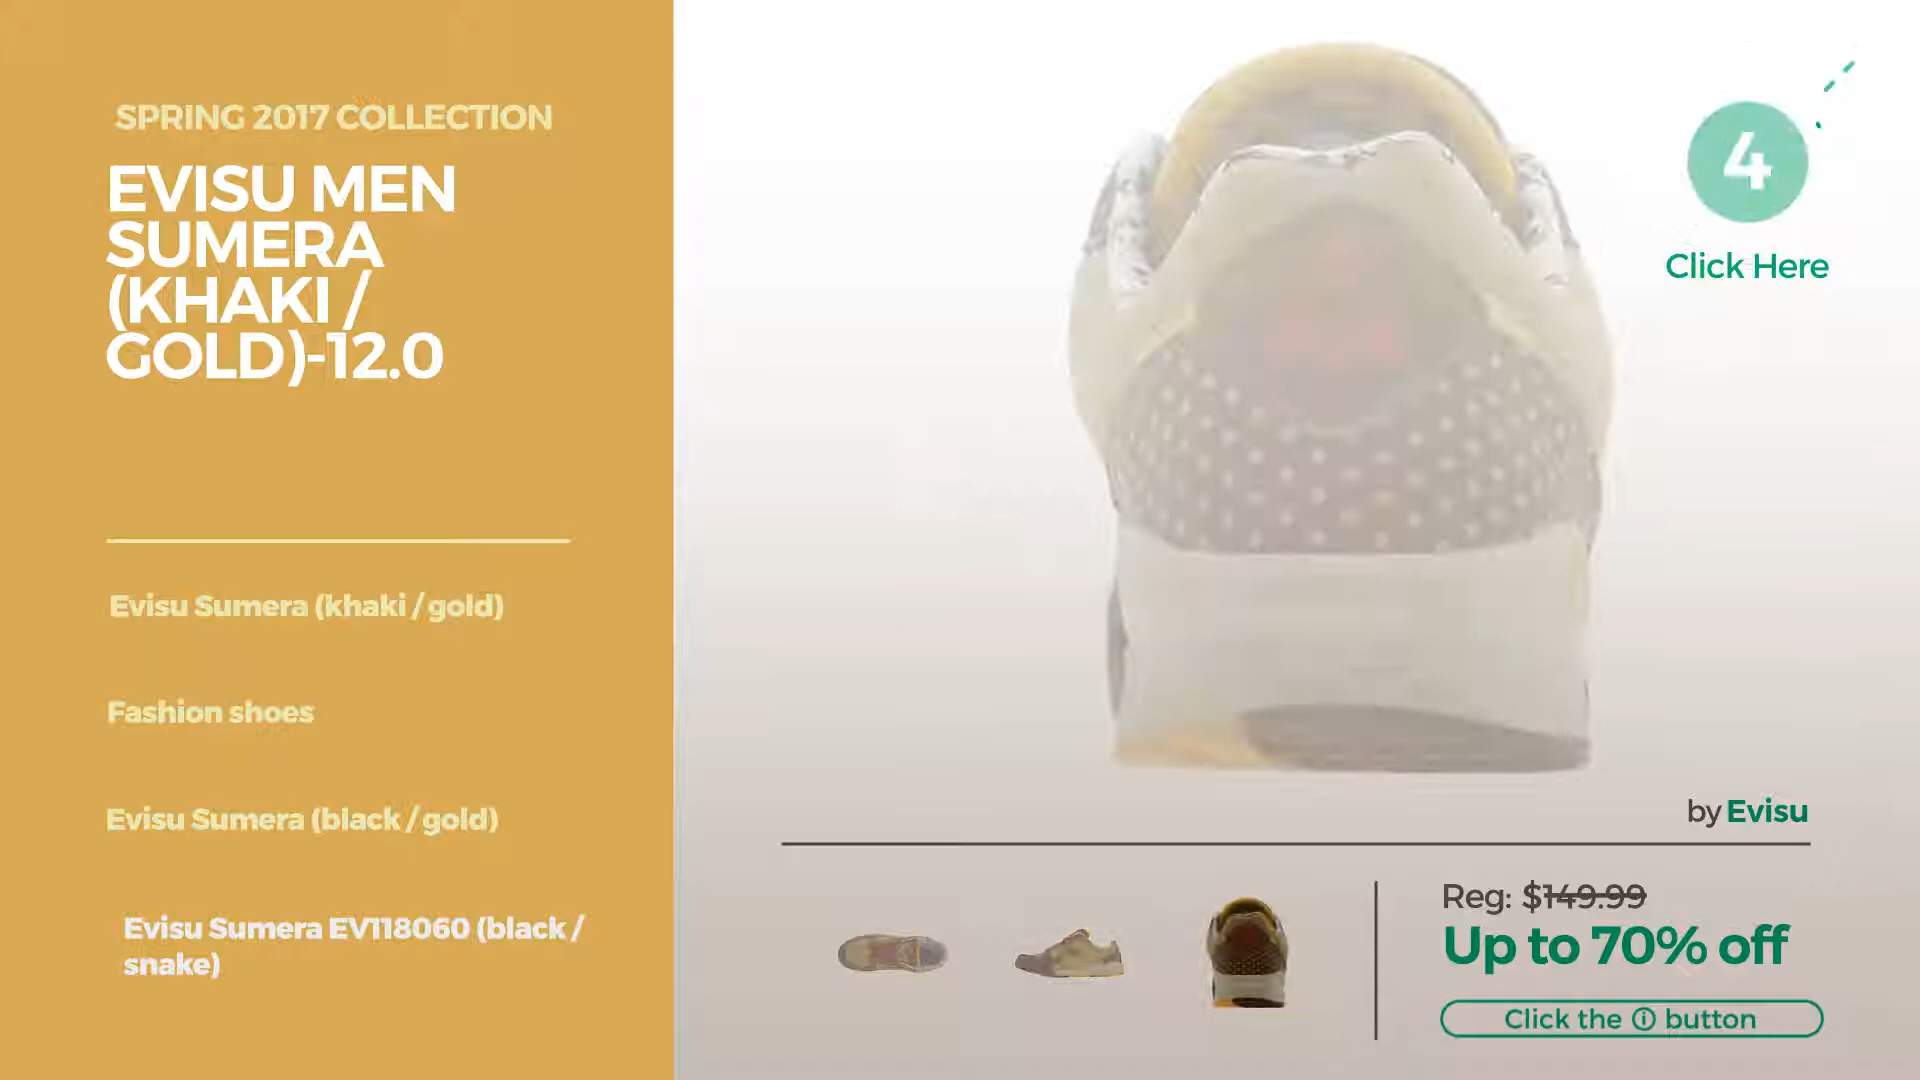 SPRING 2017 COLLECTION
EVISU MEN
SUMERA
(KHAKI /
GOLD)-12.0
Evisu Sumera (khaki / gold)
Fashion shoes
Evisu Sumera (black / gold)
Evisu Sumera EV118060 (black /
snake)
4
Click Here
by Evisu
Reg: $149.99
Up to 70% off
Click the ⓘ button